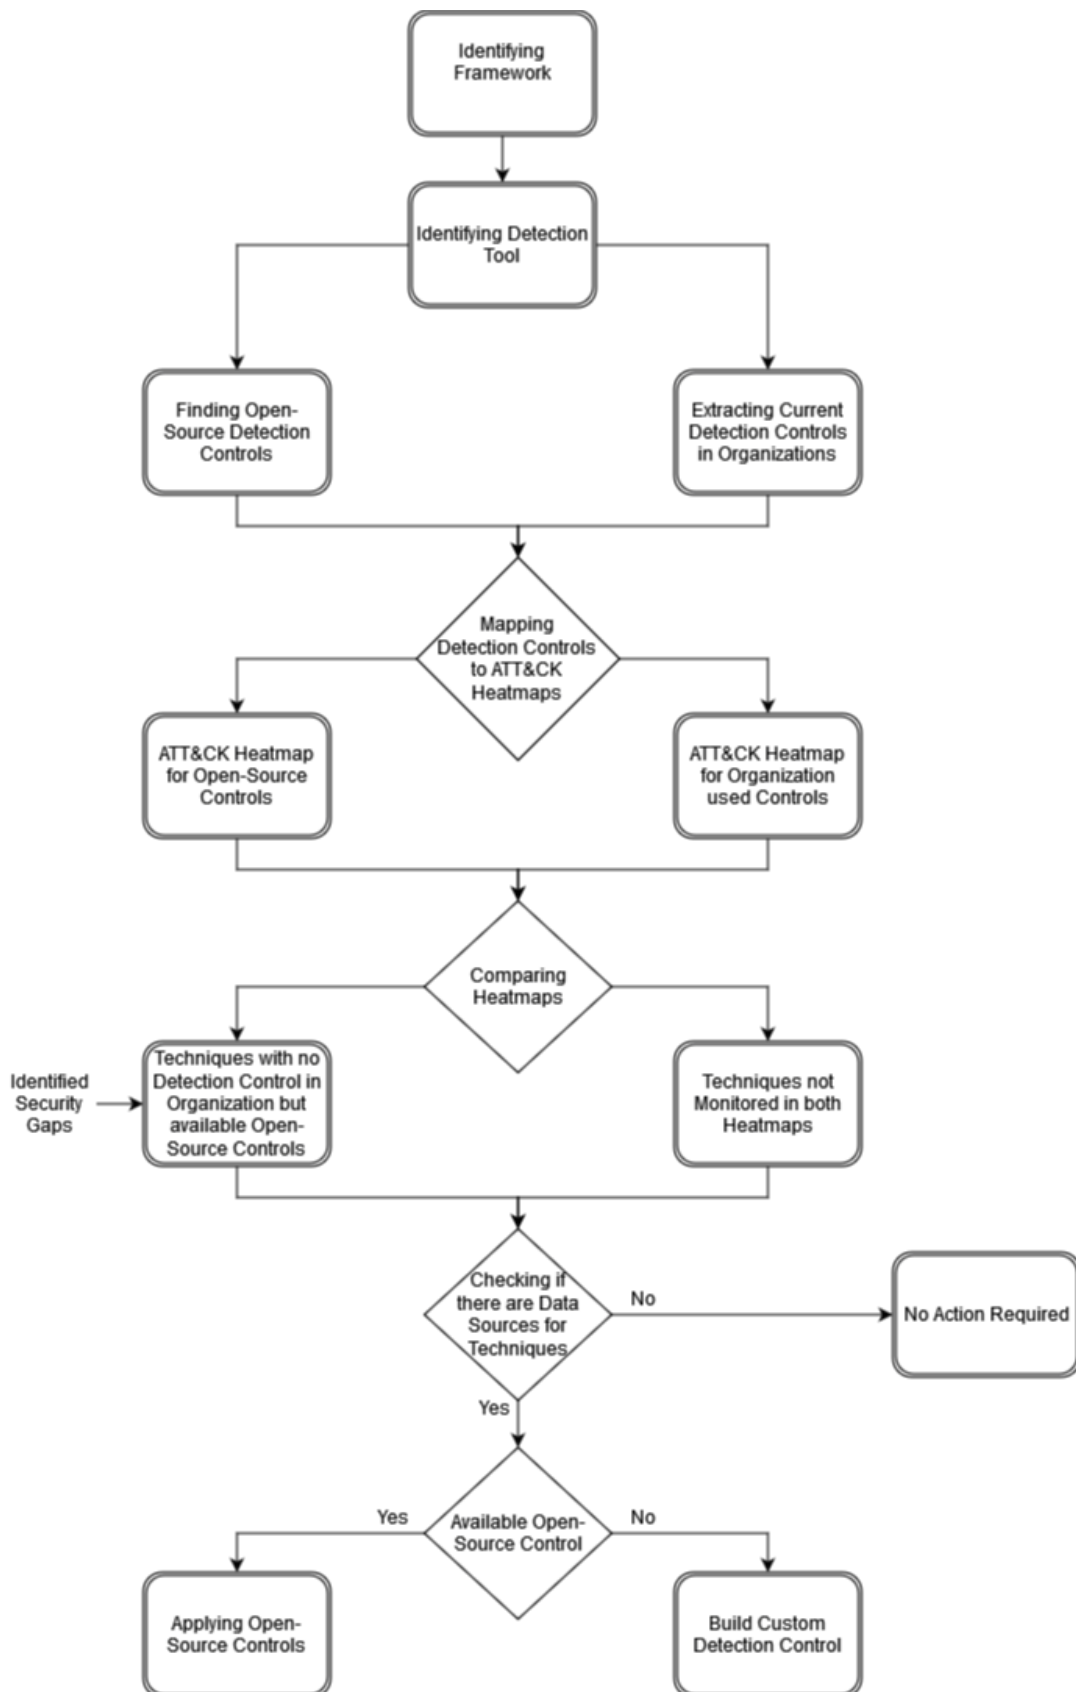 Identifying
Framework
Identifying Detection
Tool
Finding Open-
Source Detection
Controls
Extracting Current
Detection Controls
in Organizations
Mapping
Detection Controls
to ATT&CK
Heatmaps
ATT&CK Heatmap
for Open-Source
Controls
ATT&CK Heatmap
for Organization
used Controls
Comparing
Heatmaps
Identified
Security
Gaps
Techniques with no
Detection Control in
Organization but
available Open-
Source Controls
Techniques not
Monitored in both
Heatmaps
Checking if
there are Data
Sources for
Techniques
No
No Action Required
Yes
Yes
Available Open-
Source Control
No
Applying Open-
Source Controls
Build Custom
Detection Control